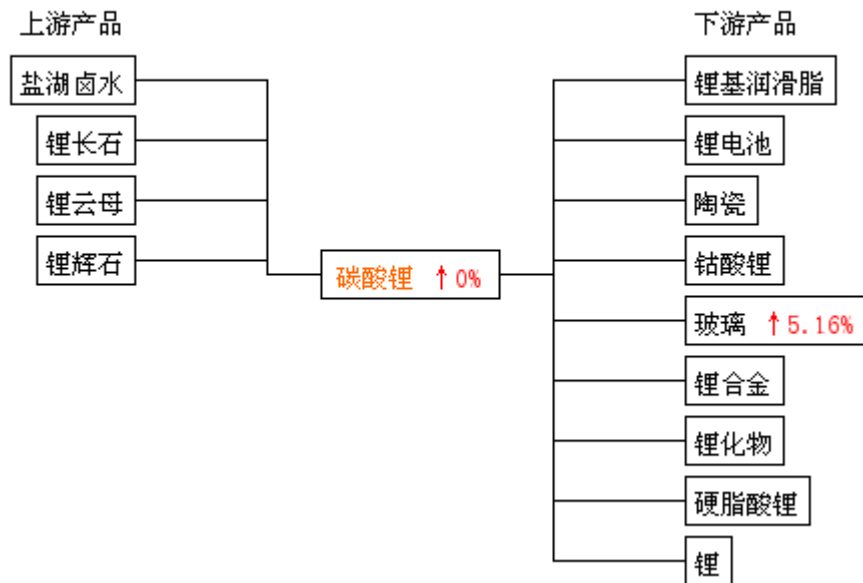 上游产品
盐湖卤水
锂长石
锂云母
锂辉石
碳酸锂 ↑0%
下游产品
锂基润滑脂
锂电池
陶瓷
钴酸锂
玻璃 ↑5.16%
锂合金
锂化物
硬脂酸锂
锂